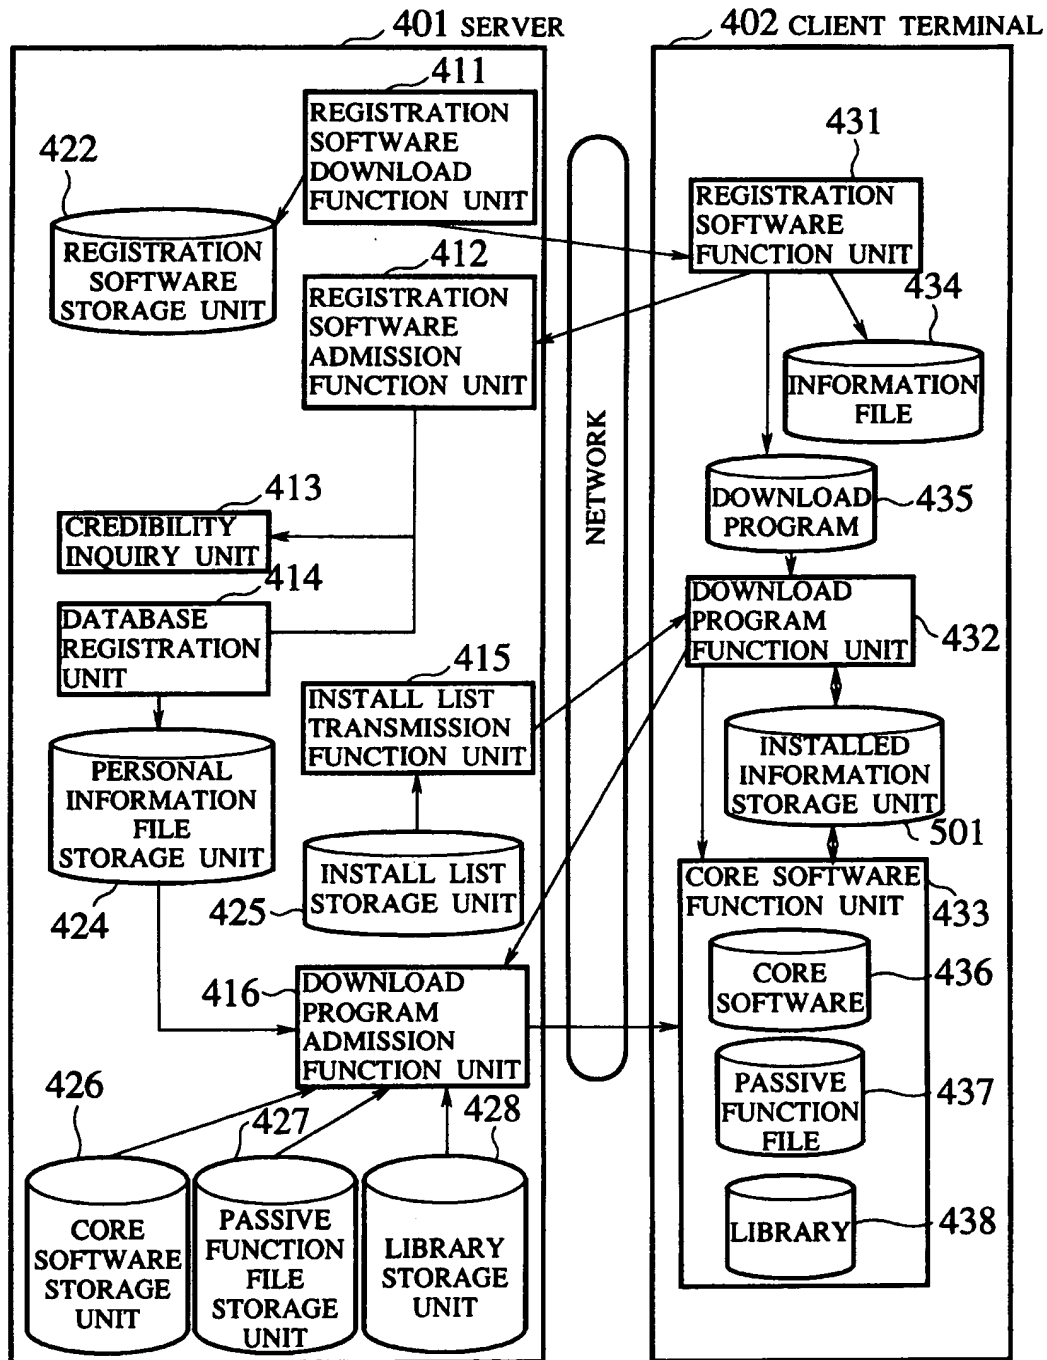 401 SERVER
402 CLIENT TERMINAL
411
REGISTRATION
SOFTWARE
DOWNLOAD
FUNCTION UNIT
422
REGISTRATION
SOFTWARE
STORAGE UNIT
412
REGISTRATION
SOFTWARE
ADMISSION
FUNCTION UNIT
413
CREDIBILITY
INQUIRY UNIT
414
DATABASE
REGISTRATION
UNIT
415
INSTALL LIST
TRANSMISSION
FUNCTION UNIT
PERSONAL
INFORMATION
FILE
STORAGE UNIT
424
INSTALL LIST
STORAGE UNIT
425
416
DOWNLOAD
PROGRAM
ADMISSION
FUNCTION UNIT
426
CORE
SOFTWARE
STORAGE
UNIT
427
PASSIVE
FUNCTION
FILE
STORAGE
UNIT
428
LIBRARY
STORAGE
UNIT
NETWORK
431
REGISTRATION
SOFTWARE
FUNCTION UNIT
434
INFORMATION
FILE
DOWNLOAD
PROGRAM
435
DOWNLOAD
PROGRAM
FUNCTION UNIT
432
INSTALLED
INFORMATION
STORAGE UNIT
501
CORE SOFTWARE
FUNCTION UNIT
433
CORE
SOFTWARE
436
PASSIVE
FUNCTION
FILE
437
LIBRARY
438